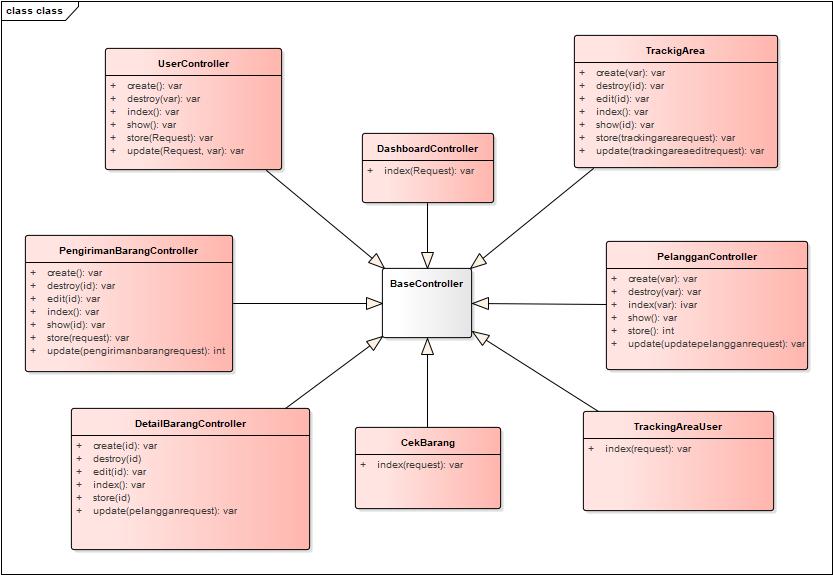 class class
UserController
+ create(): var
+ destroy(var): var
+ index(): var
+ show(): var
+ store(Request): var
+ update(Request, var): var
TrackigArea
+ create(var): var
+ destroy(id): var
+ edit(id): var
+ index(): var
+ show(id): var
+ store(trackingarearequest): var
+ update(trackingareaeditrequest): var
DashboardController
+ index(Request): var
PengirimanBarangController
+ create(): var
+ destroy(id): var
+ edit(id): var
+ index(): var
+ show(id): var
+ store(request): var
+ update(pengirimanbarangrequest): int
BaseController
PelangganController
+ create(var): var
+ destroy(var): var
+ index(var): ivar
+ show(): var
+ store(): int
+ update(updatepelangganrequest): var
DetailBarangController
+ create(id): var
+ destroy(id)
+ edit(id): var
+ index(): var
+ store(id)
+ update(pelangganrequest): var
CekBarang
+ index(request): var
TrackingAreaUser
+ index(request): var